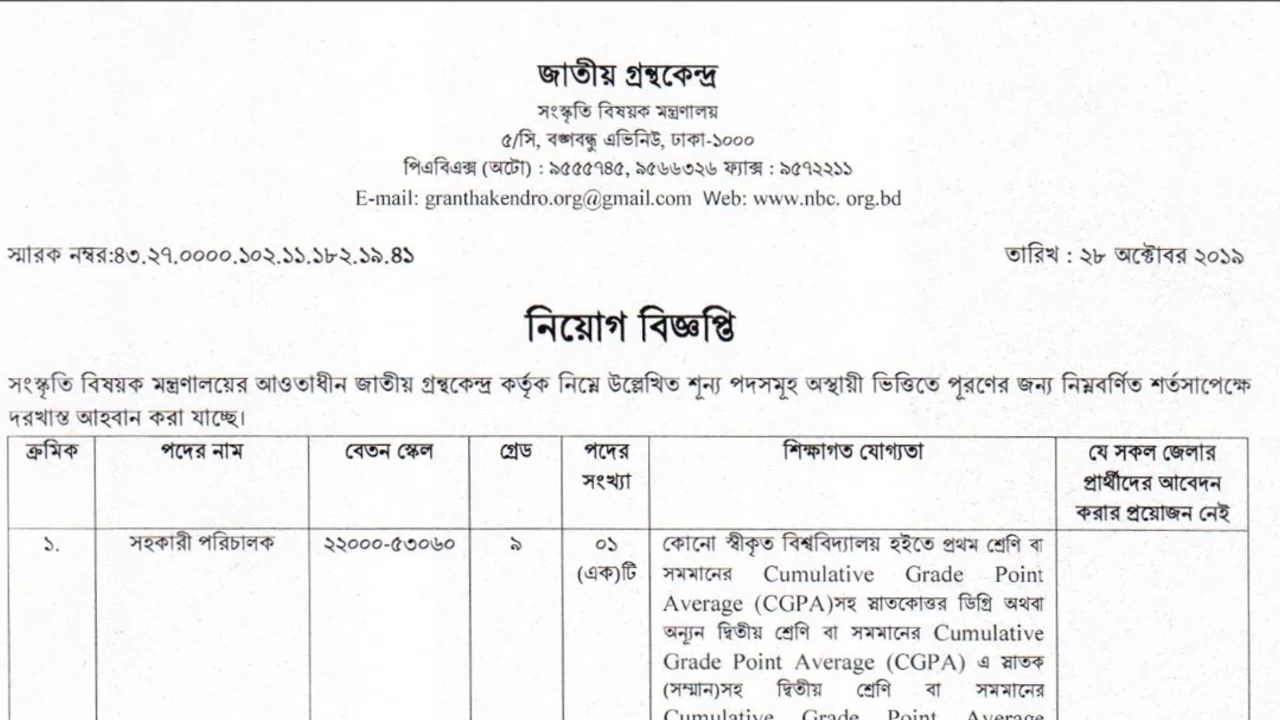 জাতীয় গ্রন্থকেন্দ্র
সংস্কৃতি বিষয়ক মন্ত্রণালয়
৫/সি, বঙ্গবন্ধু এভিনিউ, ঢাকা-১০০০
পিএবিএক্স (অটো) : ৯৫৫৫৭৪৫, ৯৫৬৬৩২৬ ফ্যাক্স : ৯৫৭২২১১
E-mail: granthakendro.org@gmail.com Web: www.nbc. org.bd
স্মারক নম্বর:৪৩.২৭.০০০০.১০২.১১.১৮২.১৯.৪১ তারিখ : ২৮ অক্টোবর ২০১৯
নিয়োগ বিজ্ঞপ্তি
সংস্কৃতি বিষয়ক মন্ত্রণালয়ের আওতাধীন জাতীয় গ্রন্থকেন্দ্র কর্তৃক নিম্নে উল্লেখিত শূন্য পদসমূহ অস্থায়ী ভিত্তিতে পূরণের জন্য নিম্নবর্ণিত শর্তসাপেক্ষে
দরখাস্ত আহবান করা যাচ্ছে।
ক্রমিক পদের নাম বেতন স্কেল গ্রেড পদের সংখ্যা শিক্ষাগত যোগ্যতা যে সকল জেলার প্রার্থীদের আবেদন করার প্রয়োজন নেই
১. সহকারী পরিচালক ২২০০০-৫৩০৬০ ৯ ০১ (এক)টি কোনো স্বীকৃত বিশ্ববিদ্যালয় হইতে প্রথম শ্রেণি বা
সমমানের Cumulative Grade Point
Average (CGPA)সহ স্নাতকোত্তর ডিগ্রি অথবা
অন্যূন দ্বিতীয় শ্রেণি বা সমমানের Cumulative
Grade Point Average (CGPA) এ স্নাতক
(সম্মান)সহ দ্বিতীয় শ্রেণি বা সমমানের
Cumulative Grade Point Average